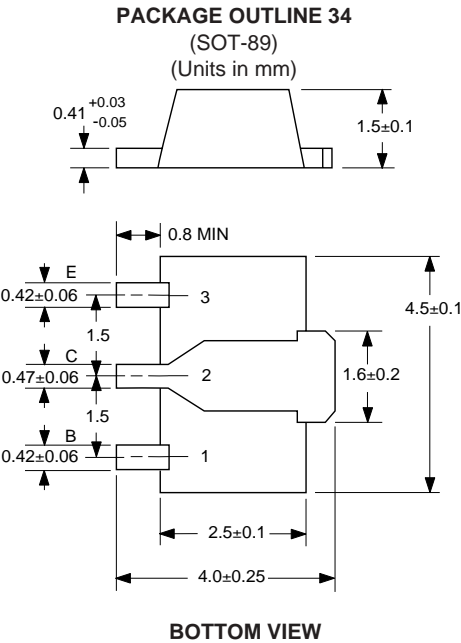 PACKAGE OUTLINE 34
(SOT-89)
(Units in mm)
0.41 +0.03 -0.05
1.5±0.1
0.8 MIN
E
0.42±0.06
3
1.5
4.5±0.1
C
0.47±0.06
2
1.6±0.2
1.5
B
0.42±0.06
1
2.5±0.1
4.0±0.25
BOTTOM VIEW